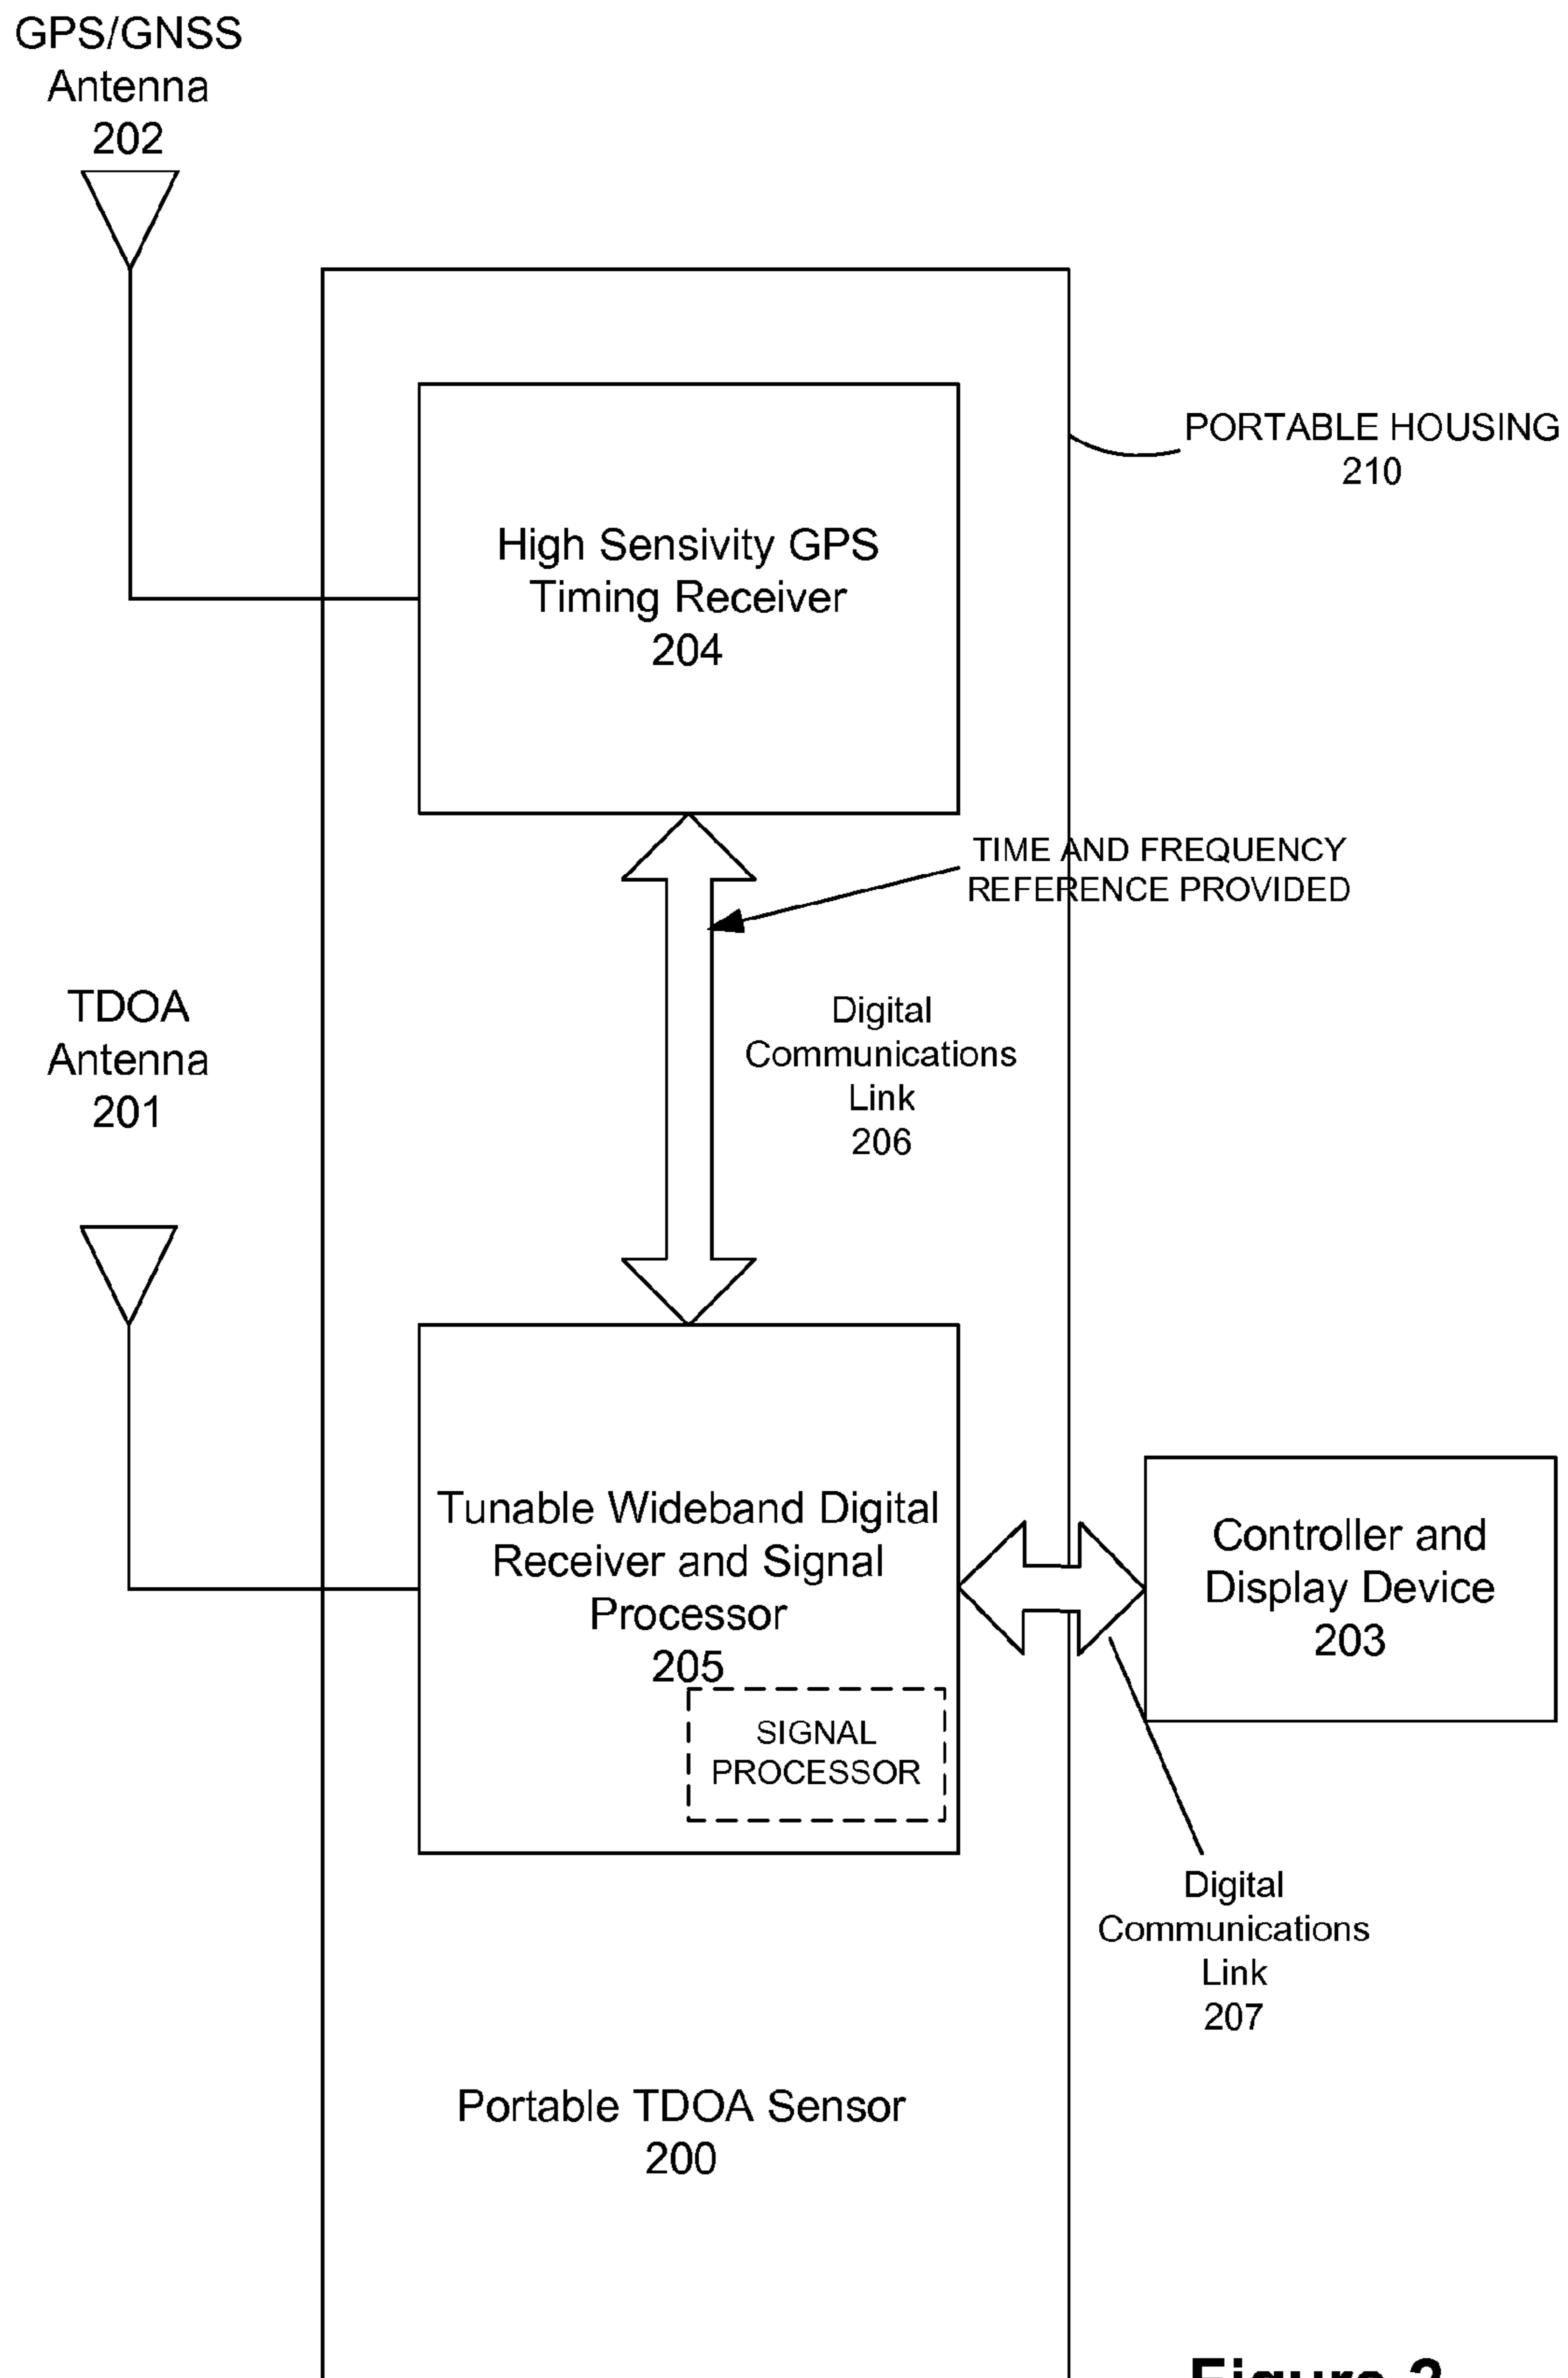 GPS/GNSS
Antenna
202
PORTABLE HOUSING
210
High Sensivity GPS
Timing Receiver
204
TIME AND FREQUENCY
REFERENCE PROVIDED
Digital
Communications
Link
206
TDOA
Antenna
201
Tunable Wideband Digital
Receiver and Signal
Processor
205
SIGNAL
PROCESSOR
Controller and
Display Device
203
Digital
Communications
Link
207
Portable TDOA Sensor
200
Figure 2